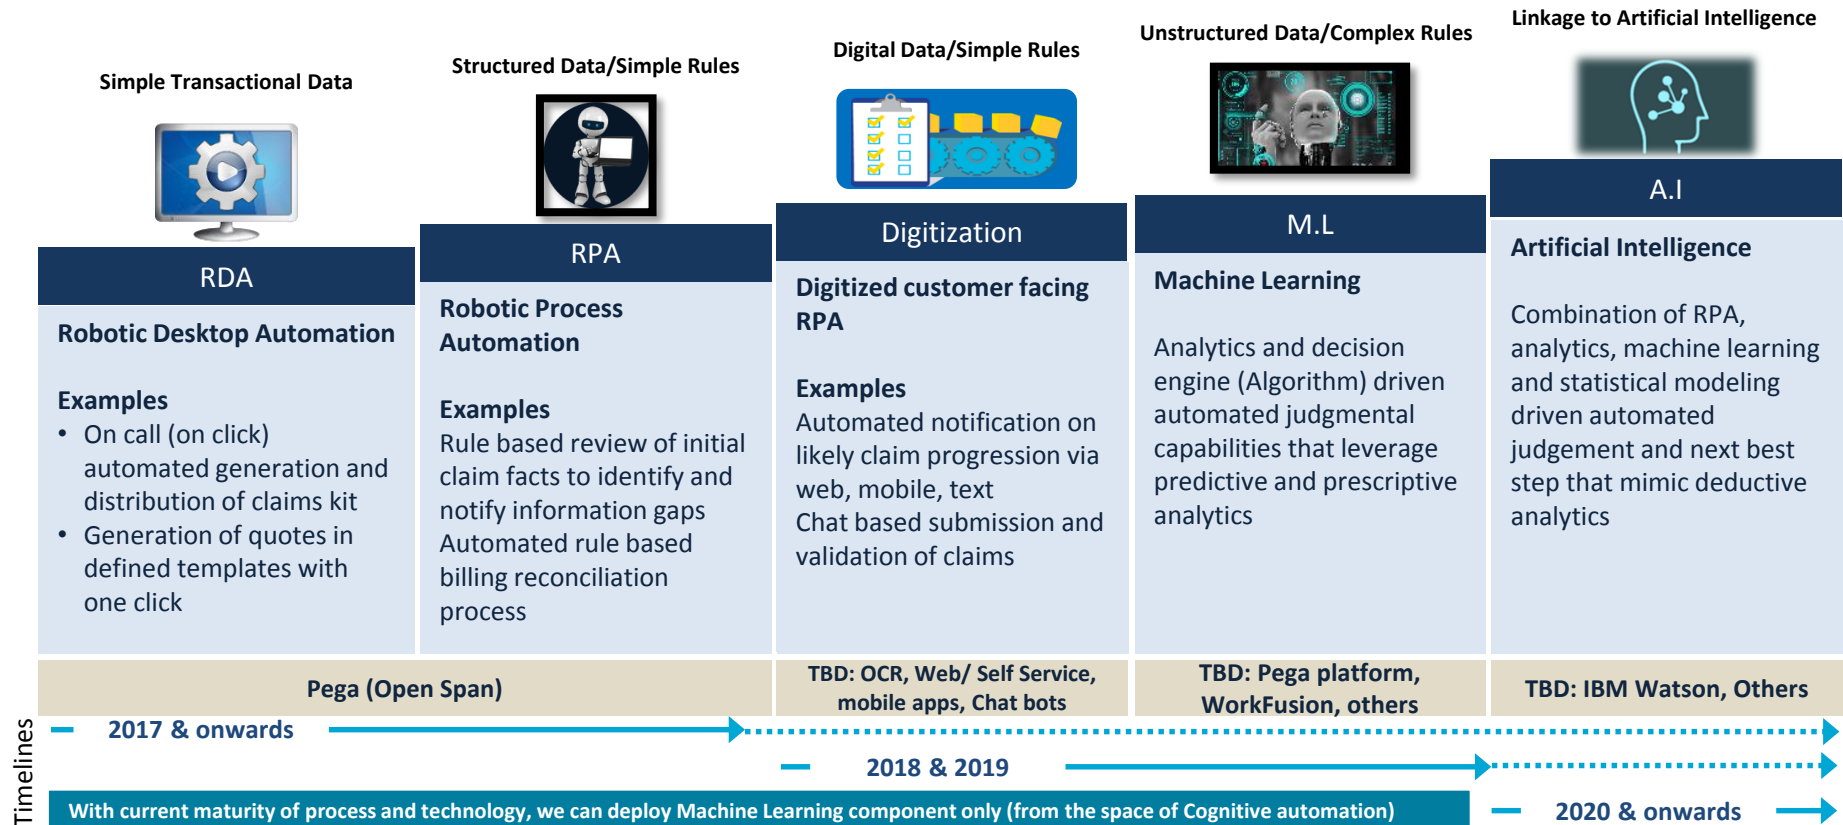 Simple Transactional Data
RDA
Robotic Desktop Automation
Examples
• On call (on click)
automated generation and
distribution of claims kit
• Generation of quotes in
defined templates with
one click
Structured Data/Simple Rules
RPA
Robotic Process
Automation
Examples
Rule based review of initial
claim facts to identify and
notify information gaps
Automated rule based
billing reconciliation
process
Digital Data/Simple Rules
Digitization
Digitized customer facing
RPA
Examples
Automated notification on
likely claim progression via
web, mobile, text
Chat based submission and
validation of claims
Unstructured Data/Complex Rules
M.L
Machine Learning
Analytics and decision
engine (Algorithm) driven
automated judgmental
capabilities that leverage
predictive and prescriptive
analytics
Linkage to Artificial Intelligence
A.I
Artificial Intelligence
Combination of RPA,
analytics, machine learning
and statistical modeling
driven automated
judgement and next best
step that mimic deductive
analytics
Pega (Open Span)
TBD: OCR, Web/ Self Service,
mobile apps, Chat bots
TBD: Pega platform,
WorkFusion, others
TBD: IBM Watson, Others
Timelines
2017 & onwards
2018 & 2019
With current maturity of process and technology, we can deploy Machine Learning component only (from the space of Cognitive automation)
2020 & onwards